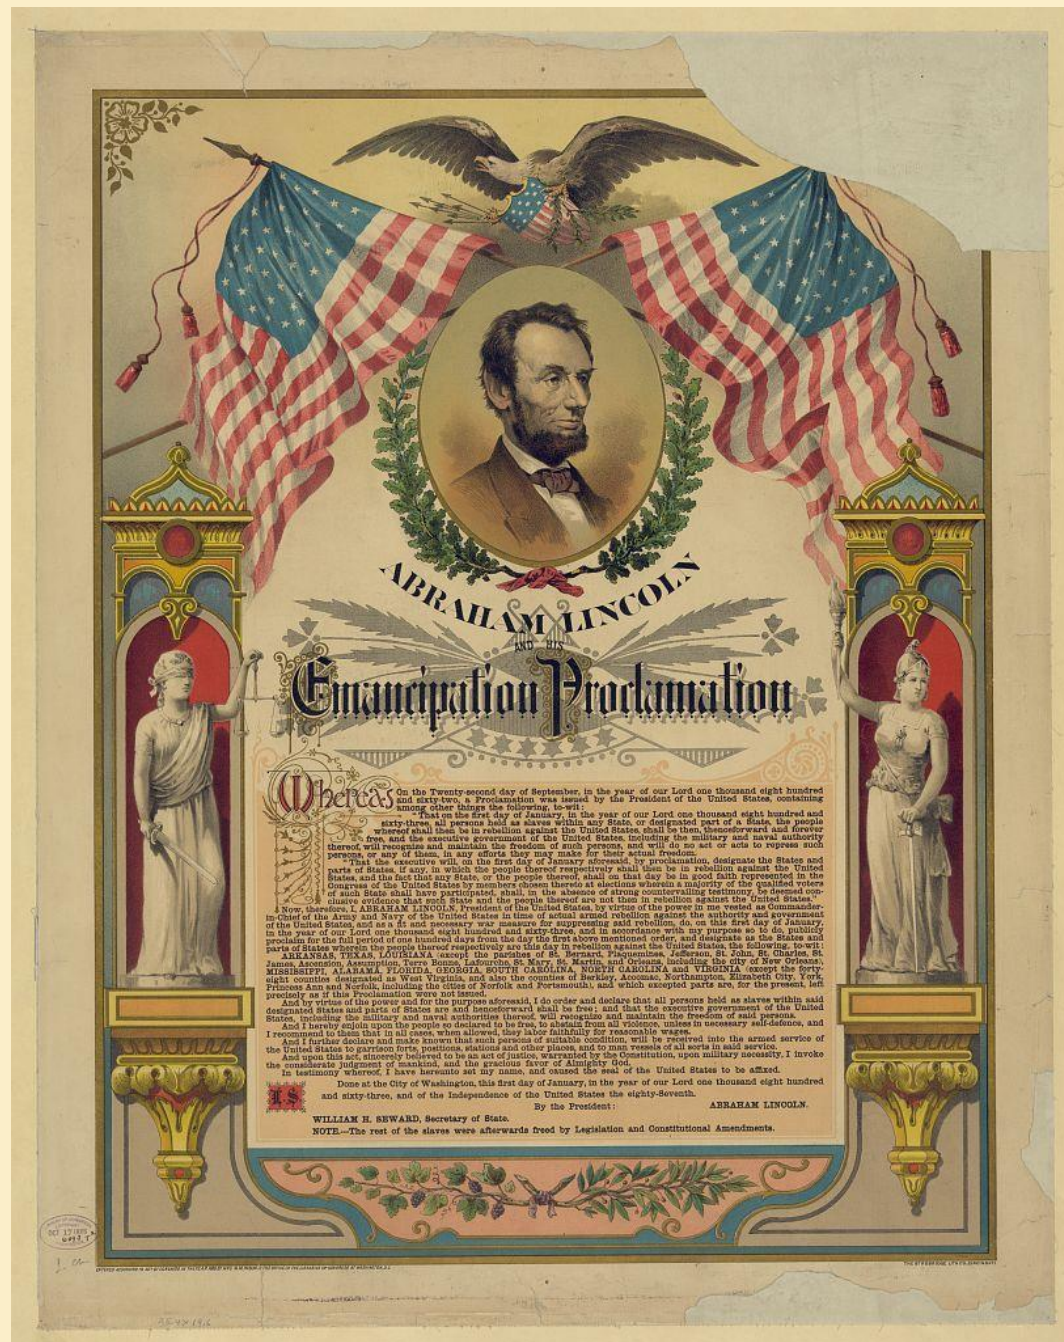 ABRAHAM LINCOLN
AND HIS
Emancipation Proclamation
Whereas On the Twenty-second day of September, in the year of our Lord one thousand eight hundred
and sixty-two, a Proclamation was issued by the President of the United States, containing
among other things the following, to-wit:
"That on the first day of January, in the year of our Lord one thousand eight hundred and
sixty-three, all persons held as slaves within any State, or designated part of a State, the people
whereof shall then be in rebellion against the United States, shall be then, thenceforward and forever
free, and the executive government of the United States, including the military and naval authority
thereof, will recognize and maintain the freedom of such persons, and will do no act or acts to repress such
persons, or any of them, in any efforts they may make for their actual freedom.
"That the executive will, on the first day of January aforesaid, by proclamation, designate the States and
parts of States, if any, in which the people thereof respectively shall then be in rebellion against the United
States, and the fact that any State, or the people thereof, shall on that day be in good faith represented in the
Congress of the United States by members chosen thereto at elections wherein a majority of the qualified voters
of such State shall have participated, shall, in the absence of strong countervailing testimony, be deemed con-
clusive evidence that such State and the people thereof are not then in rebellion against the United States."
Now, therefore, I, ABRAHAM LINCOLN, President of the United States, by virtue of the power in me vested as Commander-
in-Chief of the Army and Navy of the United States in time of actual armed rebellion against the authority and government
of the United States, and as a fit and necessary war measure for suppressing said rebellion, do, on this first day of January,
in the year of our Lord one thousand eight hundred and sixty-three, and in accordance with my purpose so to do, publicly
proclaim for the full period of one hundred days from the day the first above mentioned order, and designate as the States and
parts of States wherein the people thereof respectively are this day in rebellion against the United States, the following, to-wit:
ARKANSAS, TEXAS, LOUISIANA (except the parishes of St. Bernard, Plaquemines, Jefferson, St. John, St. Charles, St.
James, Ascension, Assumption, Terre Bonne, Lafourche, St. Mary, St. Martin, and Orleans, including the city of New Orleans),
MISSISSIPPI, ALABAMA, FLORIDA, GEORGIA, SOUTH CAROLINA, NORTH CAROLINA and VIRGINIA (except the forty-
eight counties designated as West Virginia, and also the counties of Berkley, Accomac, Northampton, Elizabeth City, York,
Princess Ann and Norfolk, including the cities of Norfolk and Portsmouth), and which excepted parts are, for the present, left
precisely as if this Proclamation were not issued.
And by virtue of the power and for the purpose aforesaid, I do order and declare that all persons held as slaves within said
designated States and parts of States are and henceforward shall be free; and that the executive government of the United
States, including the military and naval authorities thereof, will recognize and maintain the freedom of said persons.
And I hereby enjoin upon the people so declared to be free, to abstain from all violence, unless in necessary self-defence, and
I recommend to them that in all cases, when allowed, they labor faithfully for reasonable wages.
And I further declare and make known that such persons of suitable condition, will be received into the armed service of
the United States to garrison forts, positions, stations and other places, and to man vessels of all sorts in said service.
And upon this act, sincerely believed to be an act of justice, warranted by the Constitution, upon military necessity, I invoke
the considerate judgment of mankind, and the gracious favor of Almighty God.
In testimony whereof, I have hereunto set my name, and caused the seal of the United States to be affixed.
L S Done at the City of Washington, this first day of January, in the year of our Lord one thousand eight hundred
and sixty-three, and of the Independence of the United States the eighty-Seventh.
By the President: ABRAHAM LINCOLN.
WILLIAM H. SEWARD, Secretary of State.
NOTE.—The rest of the slaves were afterwards freed by Legislation and Constitutional Amendments.
OCT 17 1888
THE STROBRIDGE LITH CO. CINCINNATI